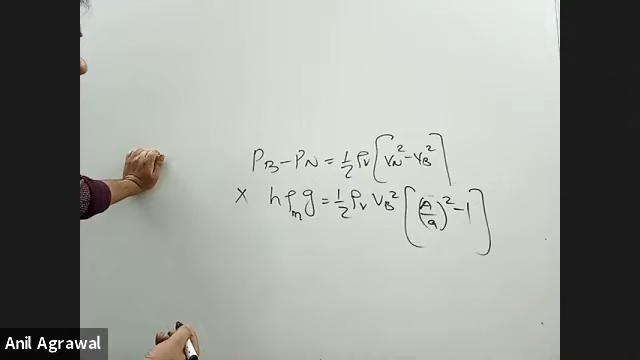 P_B - P_N = 1/2 ρ_v [V_N² - V_B²]
× h ρ_m g = 1/2 ρ_v V_B² [(A/a)² - 1]
Anil Agrawal